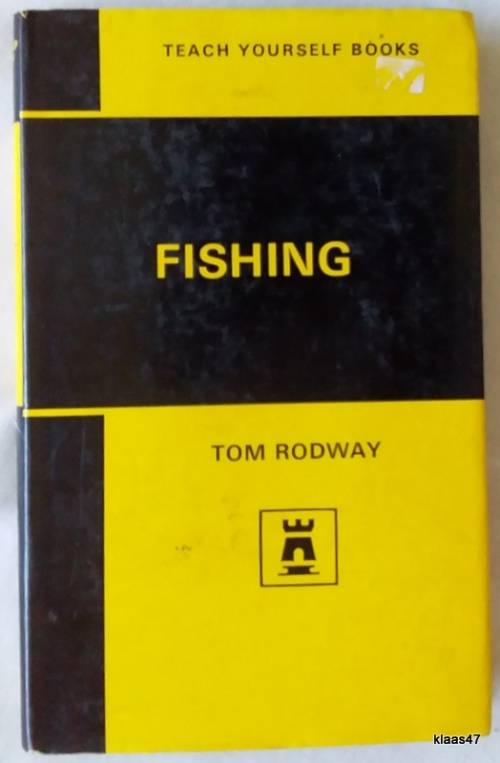 TEACH YOURSELF BOOKS
FISHING
TOM RODWAY
klaas47